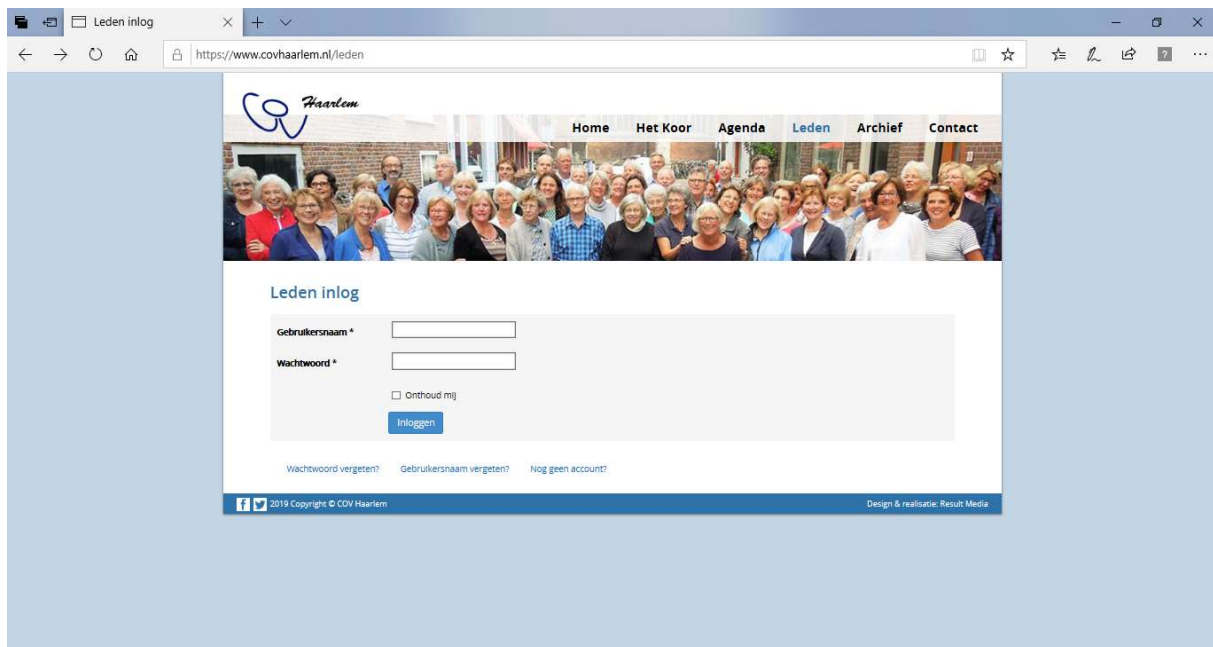 Leden inlog
https://www.covhaarlem.nl/leden
COV Haarlem
Home Het Koor Agenda Leden Archief Contact
Leden inlog
Gebruikersnaam *
Wachtwoord *
Onthoud mij
Inloggen
Wachtwoord vergeten? Gebruikersnaam vergeten? Nog geen account?
2019 Copyright © COV Haarlem Design & realisatie: Result Media